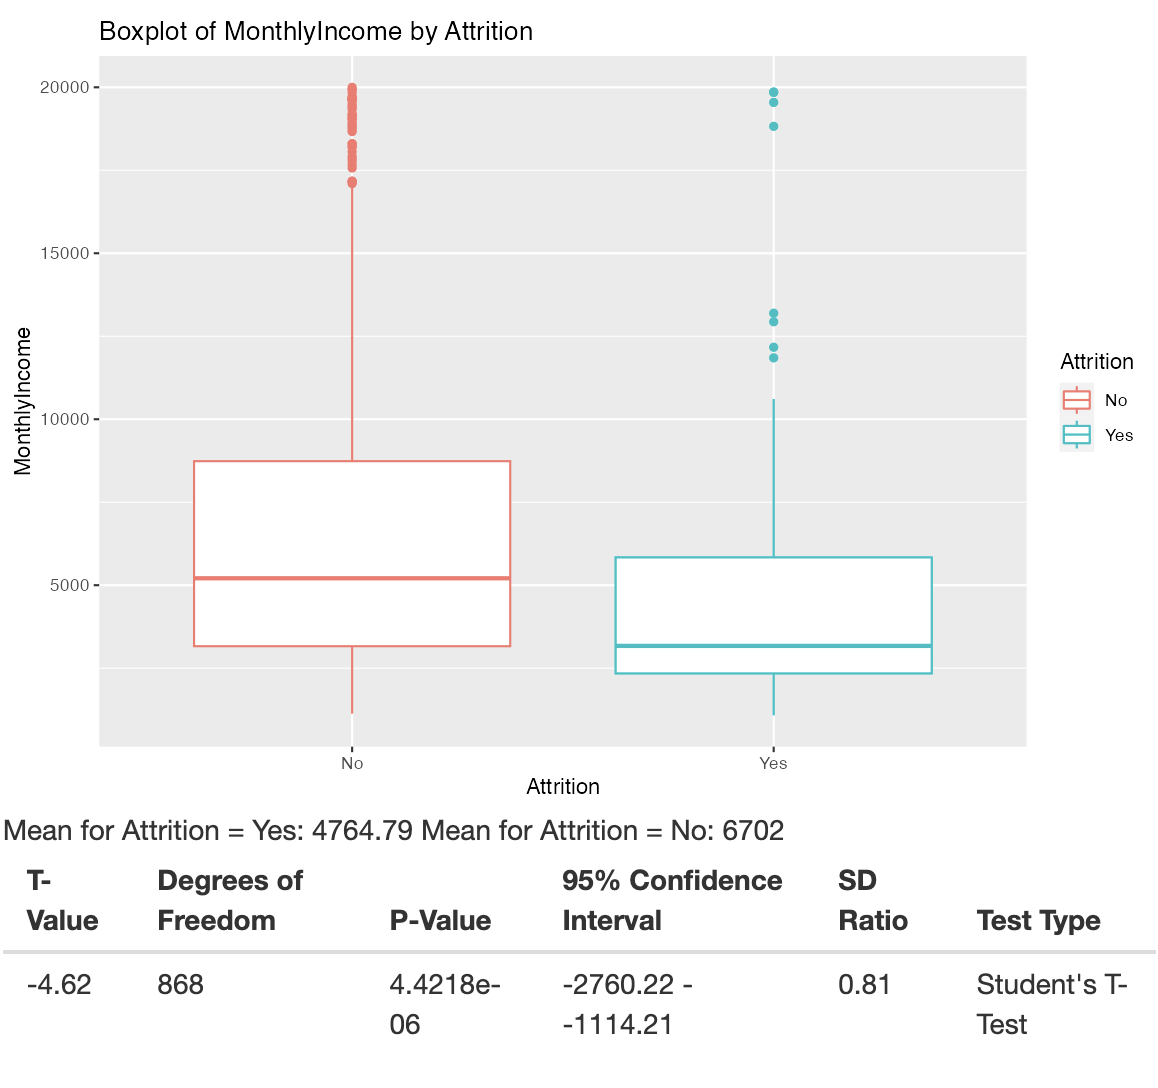 Boxplot of MonthlyIncome by Attrition
20000
15000
10000
5000
MonthlyIncome
No
Yes
Attrition
Attrition
No
Yes
Mean for Attrition = Yes: 4764.79 Mean for Attrition = No: 6702
T- Degrees of 95% Confidence SD
Value Freedom P-Value Interval Ratio Test Type
-4.62 868 4.4218e- -2760.22 - 0.81 Student's T-
06 -1114.21 Test